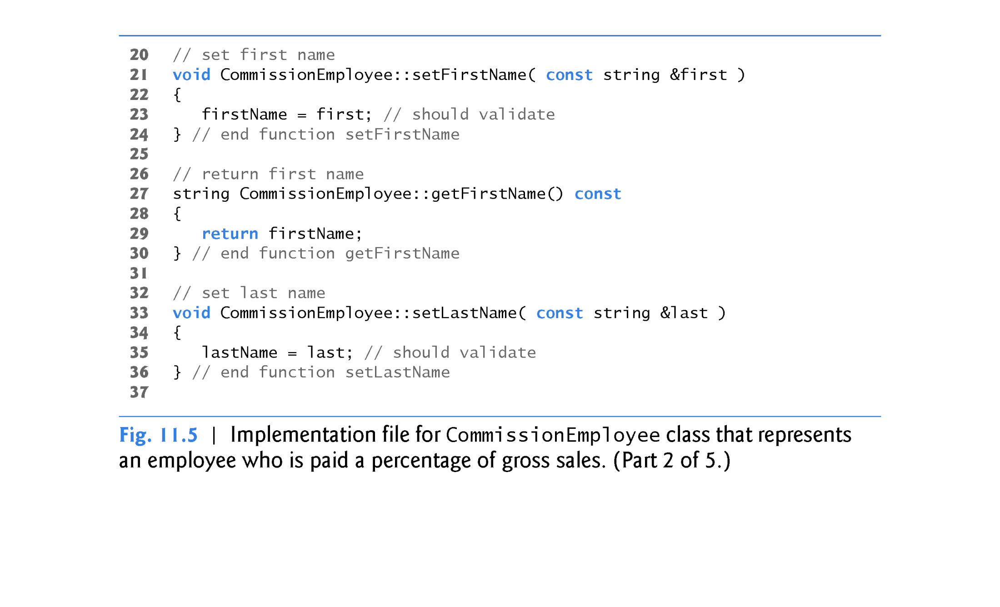 20 // set first name
21 void CommissionEmployee::setFirstName( const string &first )
22 {
23    firstName = first; // should validate
24 } // end function setFirstName
25
26 // return first name
27 string CommissionEmployee::getFirstName() const
28 {
29    return firstName;
30 } // end function getFirstName
31
32 // set last name
33 void CommissionEmployee::setLastName( const string &last )
34 {
35    lastName = last; // should validate
36 } // end function setLastName
37
Fig. 11.5 | Implementation file for CommissionEmployee class that represents
an employee who is paid a percentage of gross sales. (Part 2 of 5.)